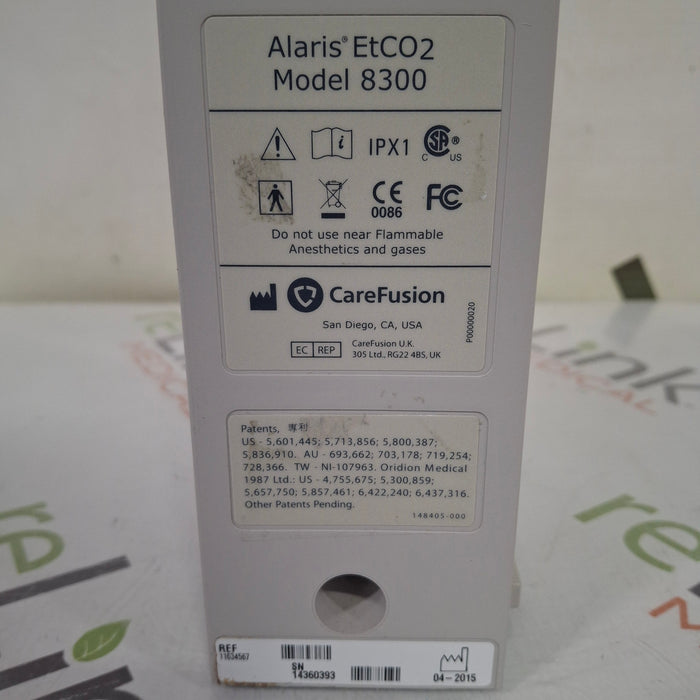 Alaris® EtCO2
Model 8300
i IPX1 CSA ® C US
CE 0086 FC
Do not use near Flammable
Anesthetics and gases
CareFusion
San Diego, CA, USA
EC REP CareFusion U.K.
305 Ltd., RG22 4BS, UK
P00000020
Patents, 專利
US - 5,601,445; 5,713,856; 5,800,387;
5,836,910. AU - 693,662; 703,178; 719,254;
728,366. TW - NI-107963. Oridion Medical
1987 Ltd.: US - 4,755,675; 5,300,859;
5,657,750; 5,857,461; 6,422,240; 6,437,316.
Other Patents Pending.
148405-000
REF
11634567
SN
14360393
04-2015